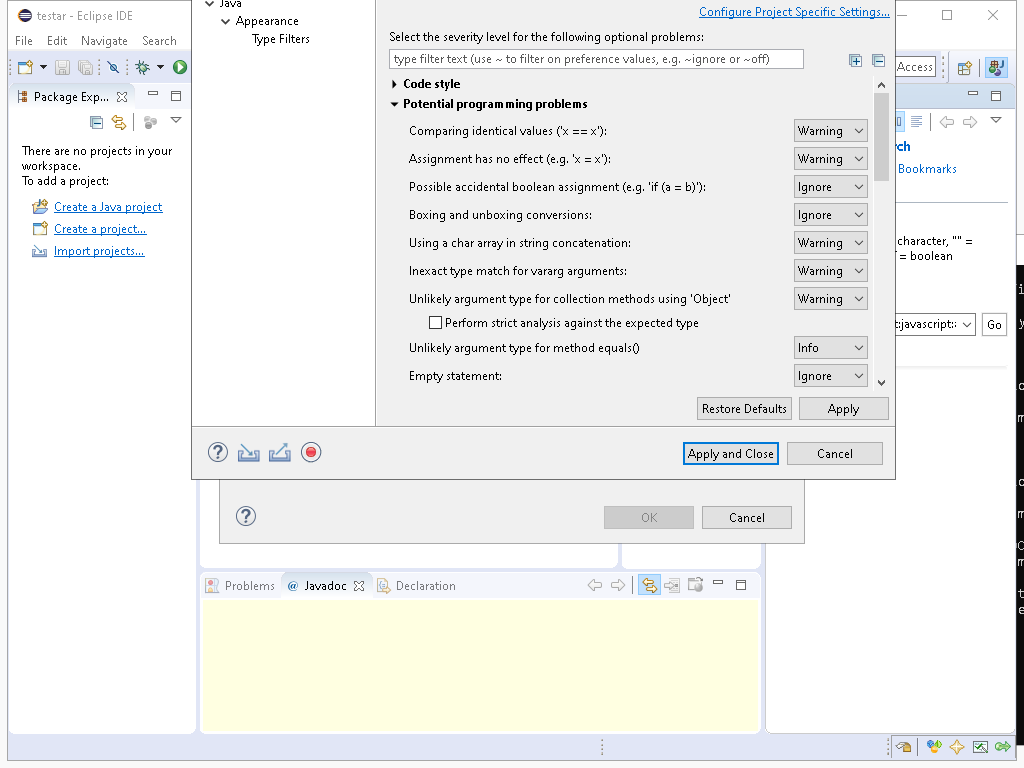 testar - Eclipse IDE
File Edit Navigate Search
Java
Appearance
Type Filters
Configure Project Specific Settings...
Select the severity level for the following optional problems:
type filter text (use ~ to filter on preference values, e.g. ~ignore or ~off)
Code style
Potential programming problems
Comparing identical values ('x == x'): Warning
Assignment has no effect (e.g. 'x = x'): Warning
Possible accidental boolean assignment (e.g. 'if (a = b)'): Ignore
Boxing and unboxing conversions: Ignore
Using a char array in string concatenation: Warning
Inexact type match for vararg arguments: Warning
Unlikely argument type for collection methods using 'Object' Warning
Perform strict analysis against the expected type
Unlikely argument type for method equals() Info
Empty statement: Ignore
Restore Defaults Apply
Apply and Close Cancel
OK Cancel
Package Exp...
There are no projects in your
workspace.
To add a project:
Create a Java project
Create a project...
Import projects...
Access
Bookmarks
character, "" =
= boolean
:javascript:
Go
Problems @ Javadoc Declaration